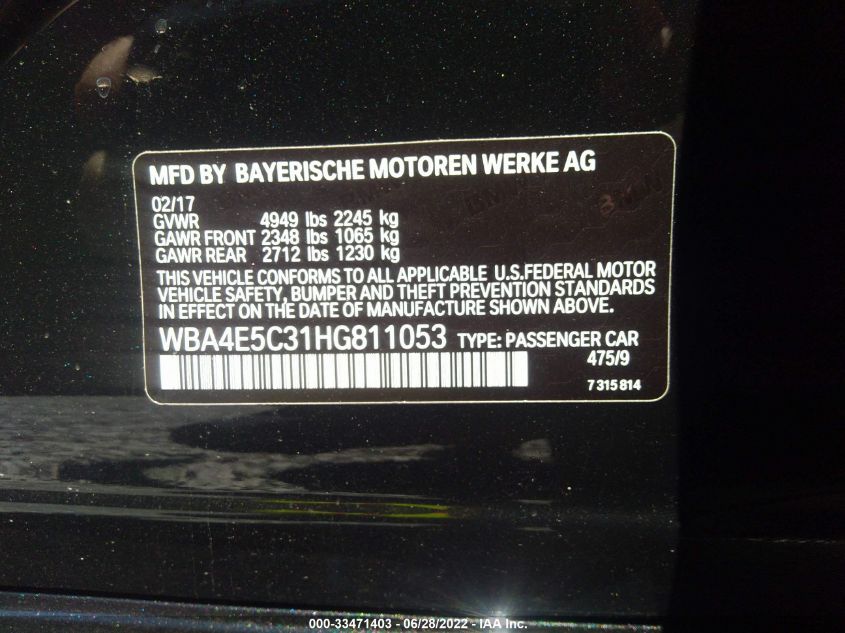 MFD BY BAYERISCHE MOTOREN WERKE AG
02/17
GVWR 4949 lbs 2245 kg
GAWR FRONT 2348 lbs 1065 kg
GAWR REAR 2712 lbs 1230 kg
THIS VEHICLE CONFORMS TO ALL APPLICABLE U.S.FEDERAL MOTOR
VEHICLE SAFETY, BUMPER AND THEFT PREVENTION STANDARDS
IN EFFECT ON THE DATE OF MANUFACTURE SHOWN ABOVE.
WBA4E5C31HG811053 TYPE: PASSENGER CAR
475/9
7 315 814
000-33471403 - 06/28/2022 - IAA Inc.